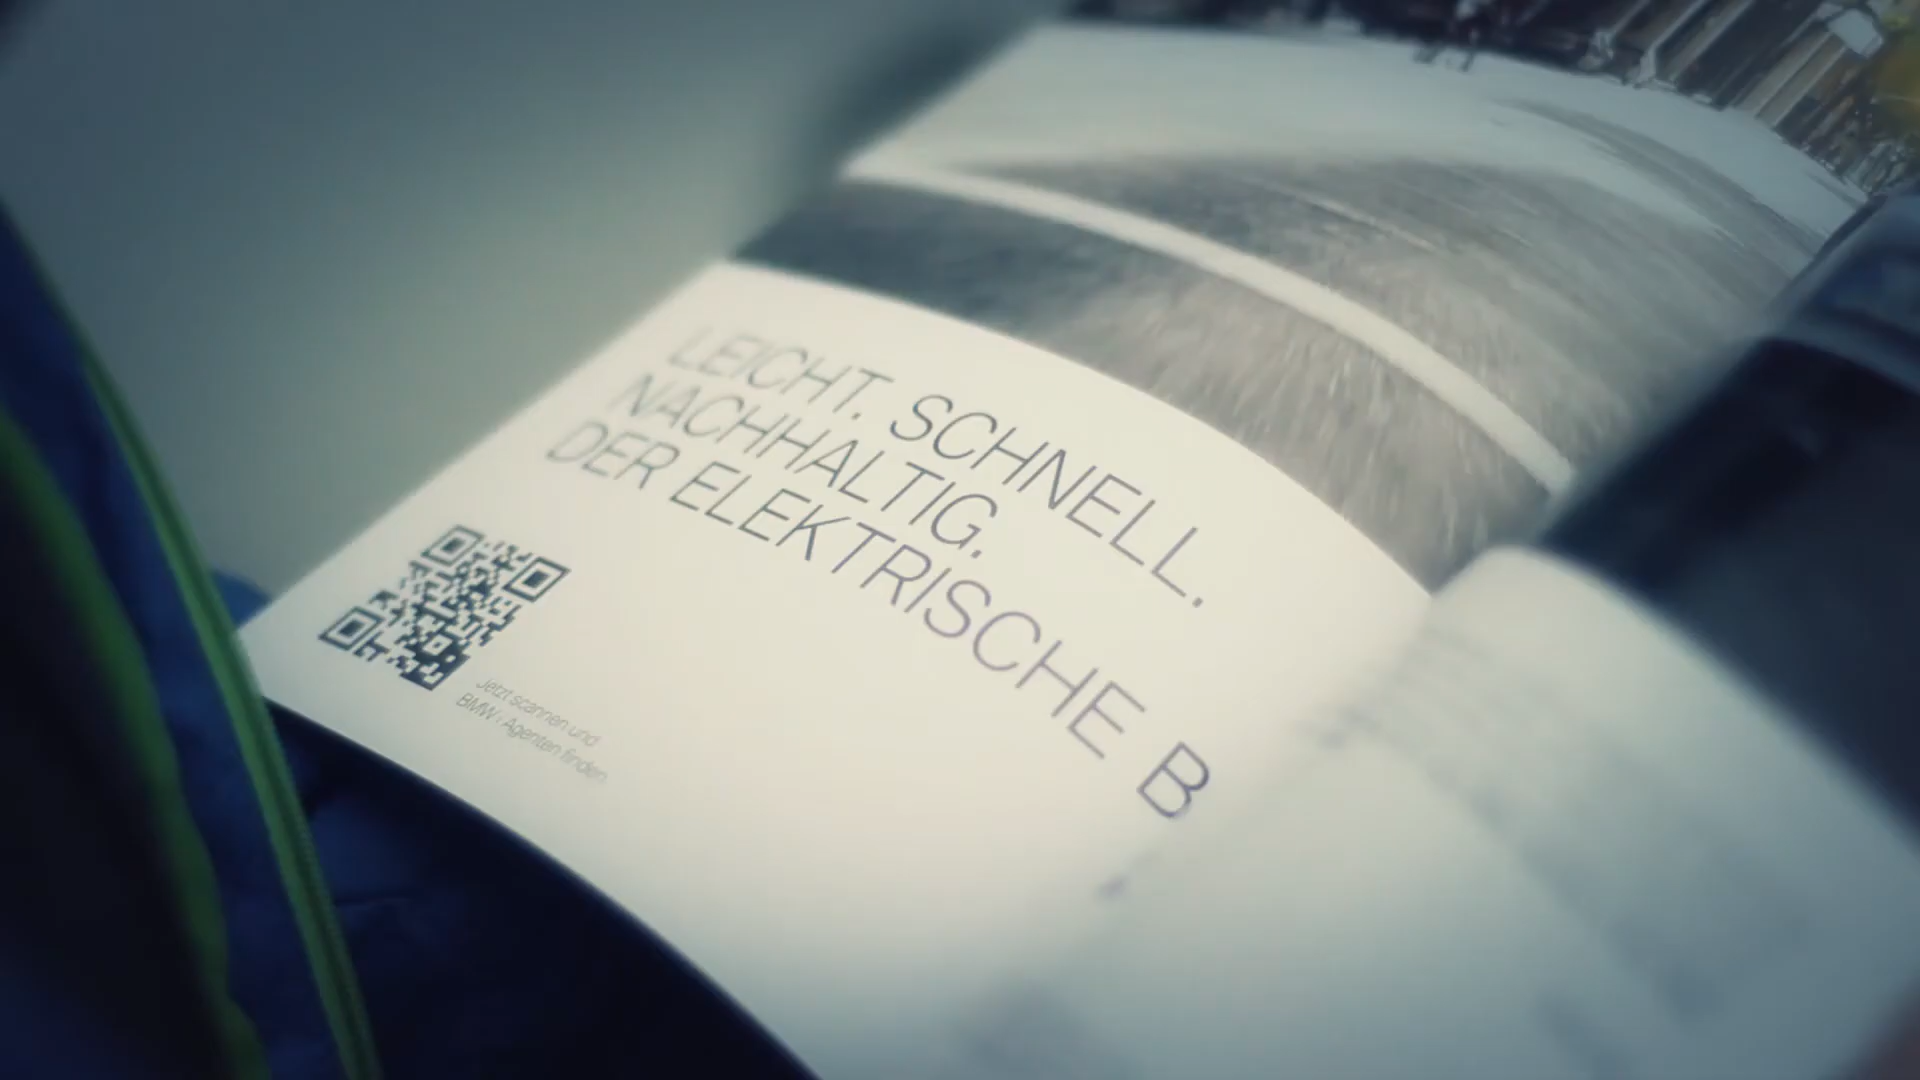 LEICHT. SCHNELL.
NACHHALTIG.
DER ELEKTRISCHE B
Jetzt scannen und
BMW i Agenten finden.